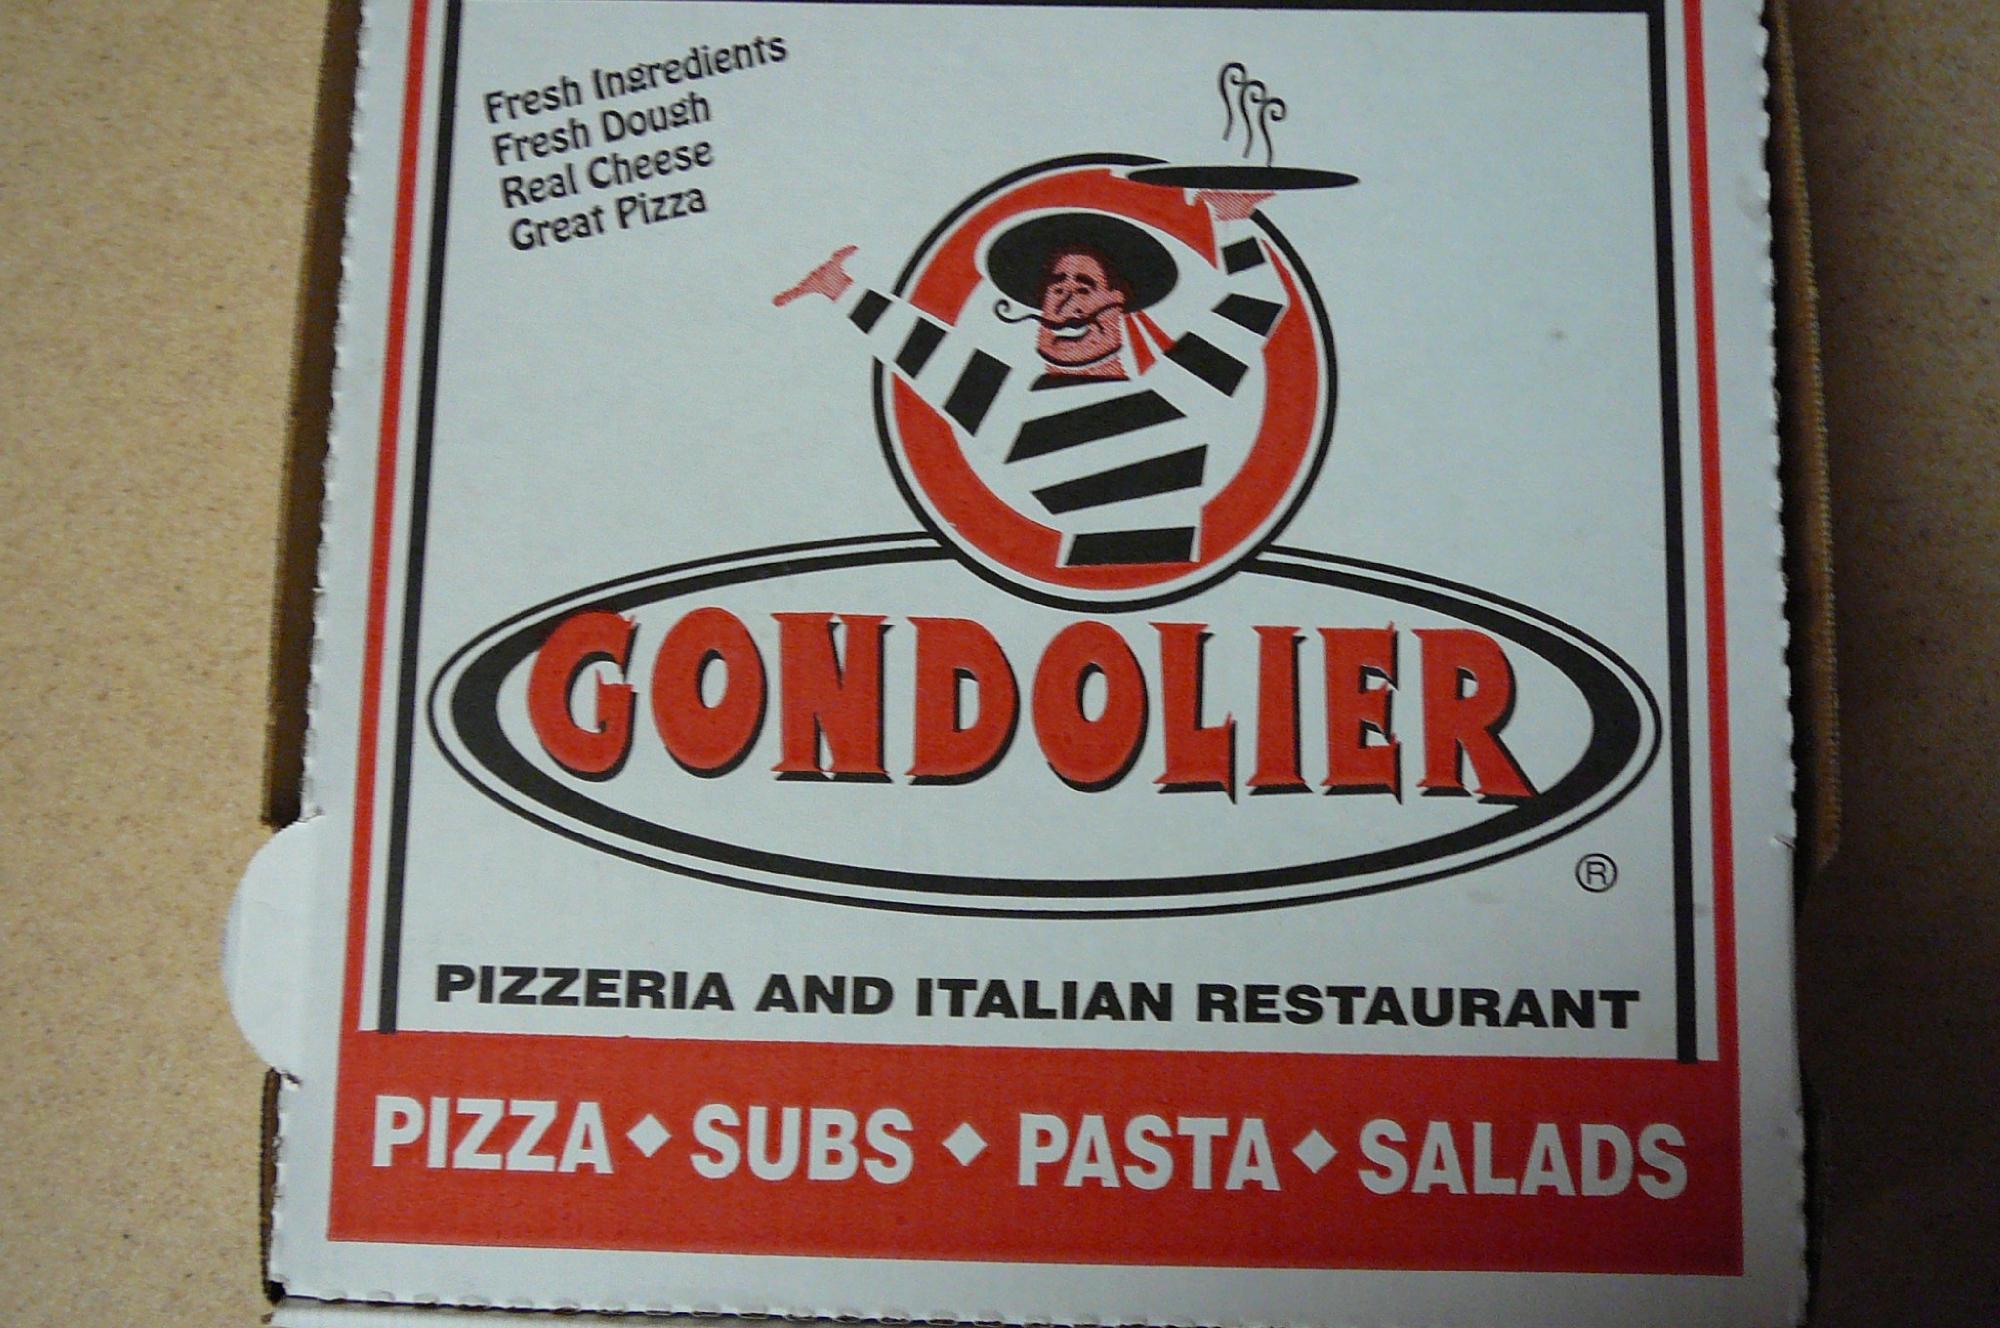 Fresh Ingredients
Fresh Dough
Real Cheese
Great Pizza
GONDOLIER
®
PIZZERIA AND ITALIAN RESTAURANT
PIZZA ◆ SUBS ◆ PASTA ◆ SALADS